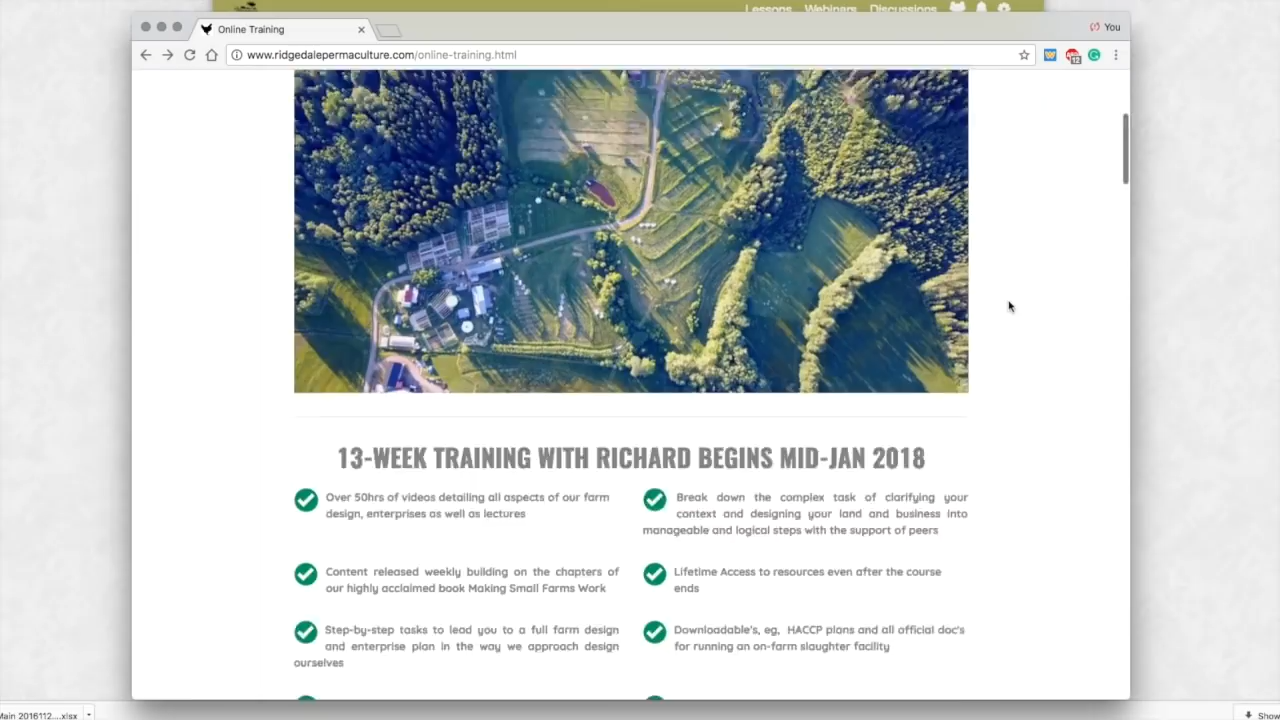 Lessons Webinars Discussions
Online Training
You
www.ridgedalepermaculture.com/online-training.html
12
13-WEEK TRAINING WITH RICHARD BEGINS MID-JAN 2018
Over 50hrs of videos detailing all aspects of our farm
design, enterprises as well as lectures
Break down the complex task of clarifying your
context and designing your land and business into
manageable and logical steps with the support of peers
Content released weekly building on the chapters of
our highly acclaimed book Making Small Farms Work
Lifetime Access to resources even after the course
ends
Step-by-step tasks to lead you to a full farm design
and enterprise plan in the way we approach design
ourselves
Downloadable's, eg, HACCP plans and all official doc's
for running an on-farm slaughter facility
Main 2016112....xlsx
Show